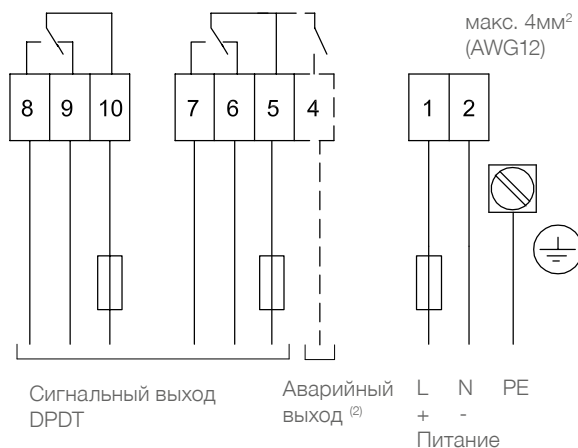 макс. 4мм²
(AWG12)
8 9 10 7 6 5 4 1 2
Сигнальный выход
DPDT
Аварийный
выход ⁽²⁾
L N PE
+ -
Питание